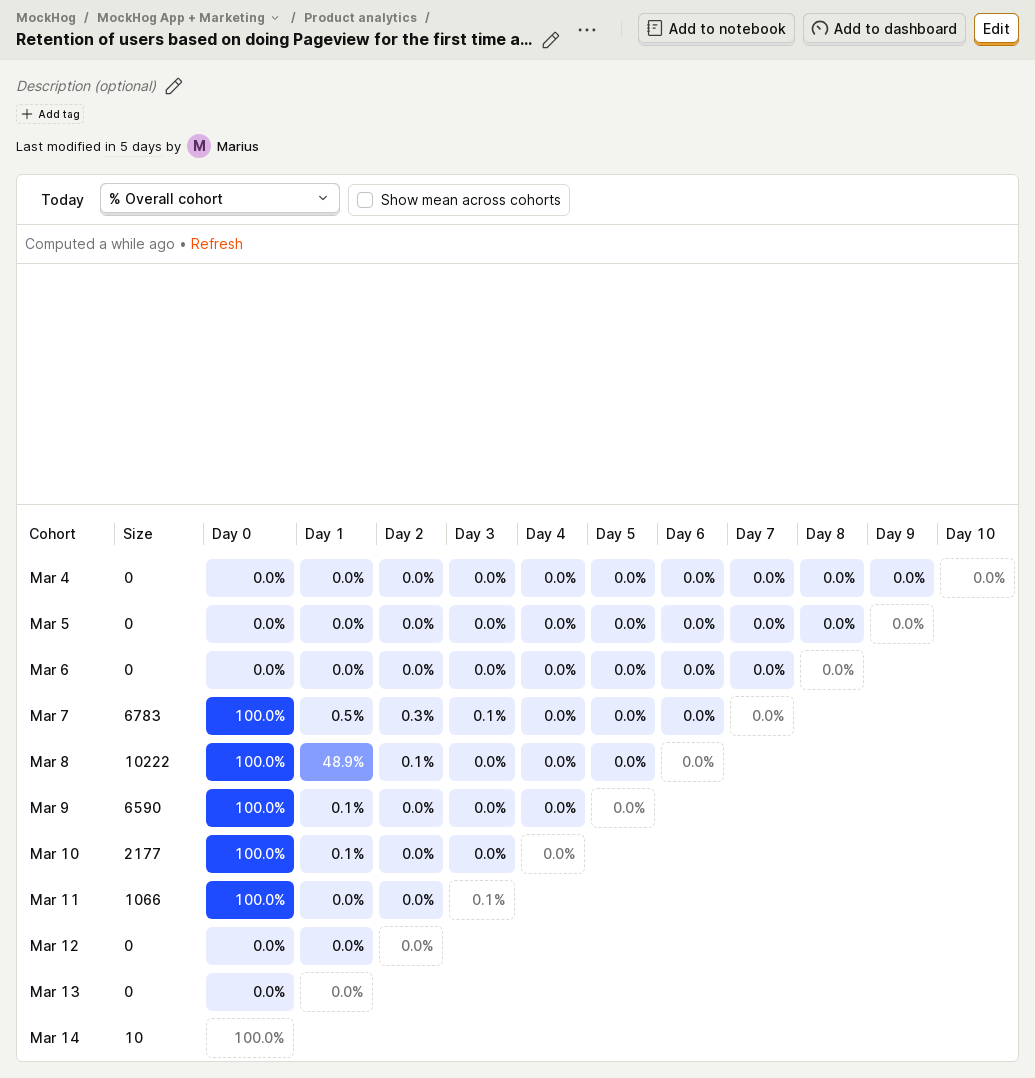 MockHog / MockHog App + Marketing / Product analytics /
Retention of users based on doing Pageview for the first time a...
Add to notebook
Add to dashboard
Edit
Description (optional)
Add tag
Last modified in 5 days by M Marius
Today % Overall cohort Show mean across cohorts
Computed a while ago • Refresh
Cohort Size Day 0 Day 1 Day 2 Day 3 Day 4 Day 5 Day 6 Day 7 Day 8 Day 9 Day 10
Mar 4 0 0.0% 0.0% 0.0% 0.0% 0.0% 0.0% 0.0% 0.0% 0.0% 0.0% 0.0%
Mar 5 0 0.0% 0.0% 0.0% 0.0% 0.0% 0.0% 0.0% 0.0% 0.0% 0.0%
Mar 6 0 0.0% 0.0% 0.0% 0.0% 0.0% 0.0% 0.0% 0.0% 0.0%
Mar 7 6783 100.0% 0.5% 0.3% 0.1% 0.0% 0.0% 0.0% 0.0%
Mar 8 10222 100.0% 48.9% 0.1% 0.0% 0.0% 0.0% 0.0%
Mar 9 6590 100.0% 0.1% 0.0% 0.0% 0.0% 0.0%
Mar 10 2177 100.0% 0.1% 0.0% 0.0% 0.0%
Mar 11 1066 100.0% 0.0% 0.0% 0.1%
Mar 12 0 0.0% 0.0% 0.0%
Mar 13 0 0.0% 0.0%
Mar 14 10 100.0%